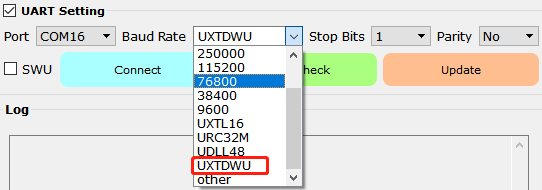 UART Setting
Port COM16 Baud Rate UXTDWU Stop Bits 1 Parity No
SWU Connect heck Update
250000
115200
76800
38400
9600
UXTL16
URC32M
UDLL48
UXTDWU
other
Log